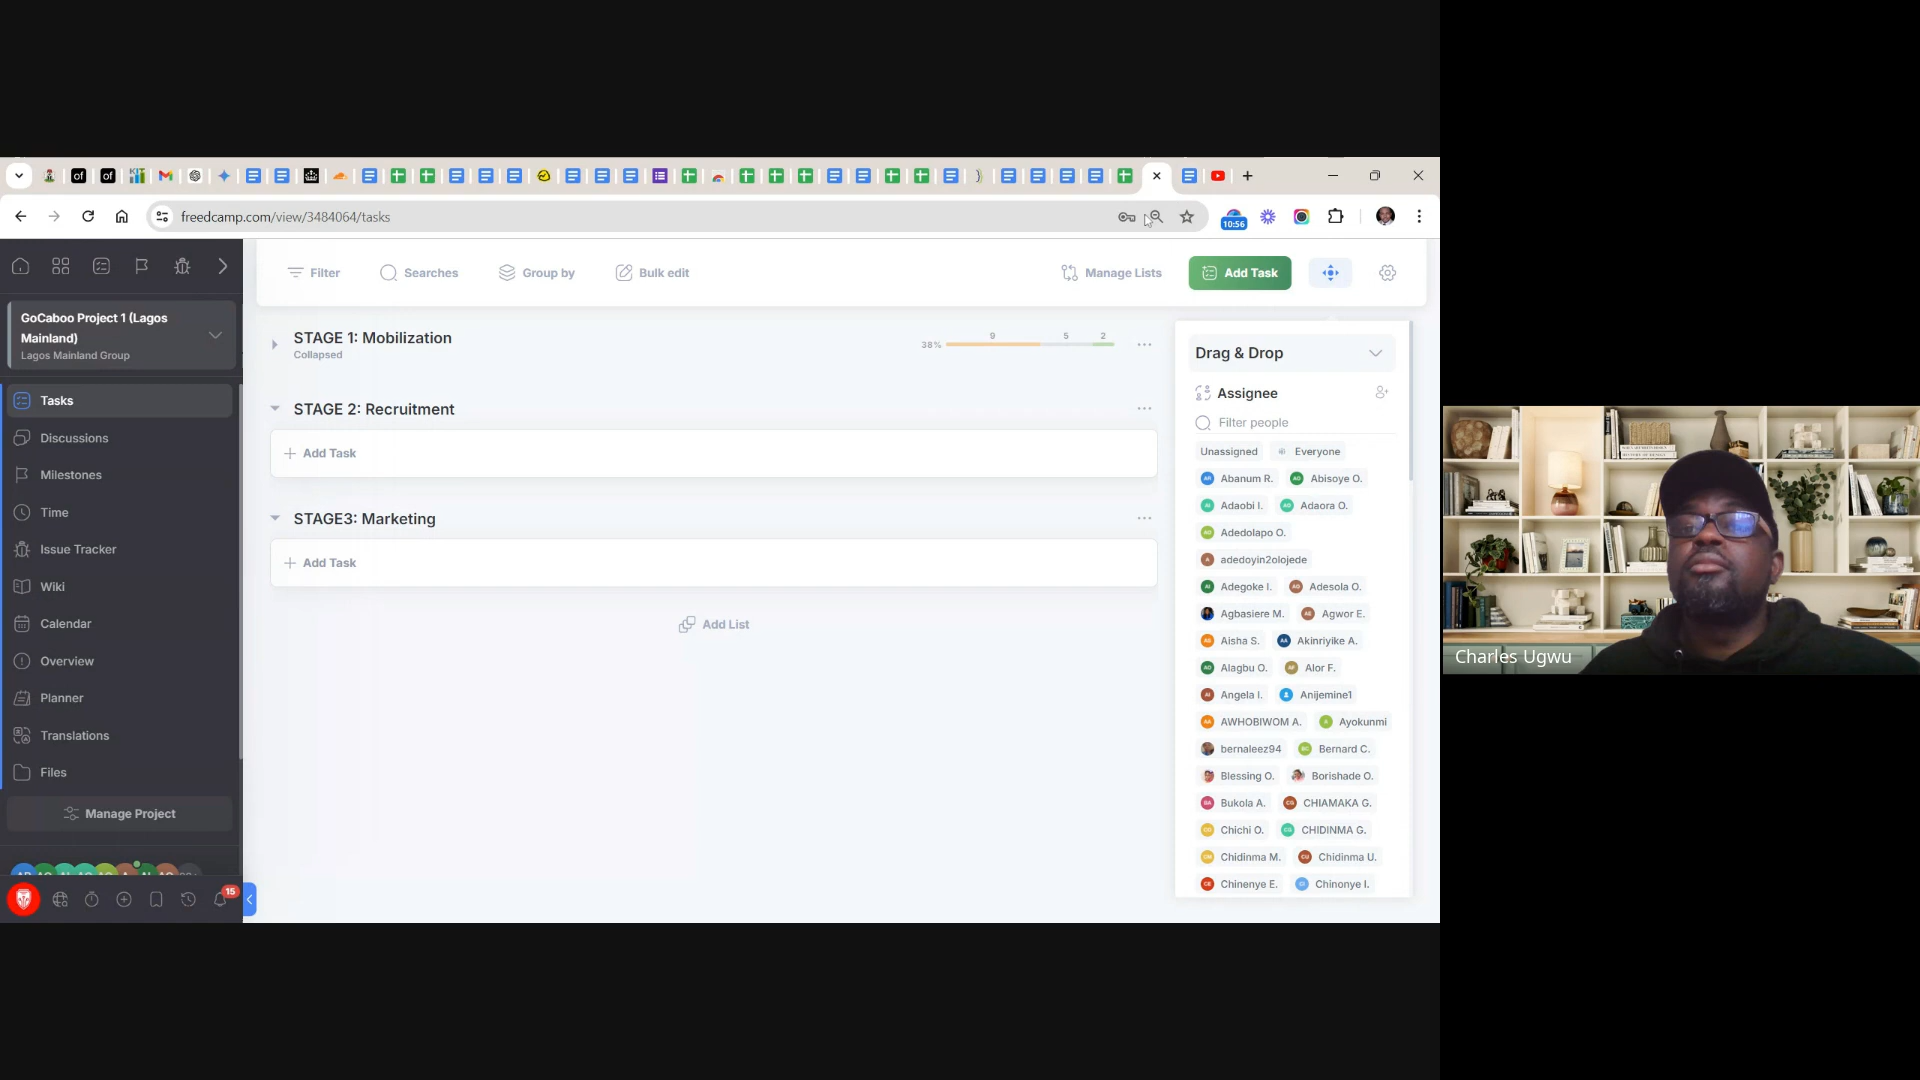 freedcamp.com/view/3484064/tasks
10:56
GoCaboo Project 1 (Lagos
Mainland)
Lagos Mainland Group
Tasks
Discussions
Milestones
Time
Issue Tracker
Wiki
Calendar
Overview
Planner
Translations
Files
Manage Project
15
Filter
Searches
Group by
Bulk edit
Manage Lists
Add Task
STAGE 1: Mobilization
Collapsed
38%
9
5
2
STAGE 2: Recruitment
Add Task
STAGE3: Marketing
Add Task
Add List
Drag & Drop
Assignee
Filter people
Unassigned Everyone
Abanum R. Abisoye O.
Adaobi I. Adaora O.
Adedolapo O.
adedoyin2olojede
Adegoke I. Adesola O.
Agbasiere M. Agwor E.
Aisha S. Akinriyike A.
Alagbu O. Alor F.
Angela I. Anijemine1
AWHOBIWOM A. Ayokunmi
bernaleez94 Bernard C.
Blessing O. Borishade O.
Bukola A. CHIAMAKA G.
Chichi O. CHIDINMA G.
Chidinma M. Chidinma U.
Chinenye E. Chinonye I.
Charles Ugwu